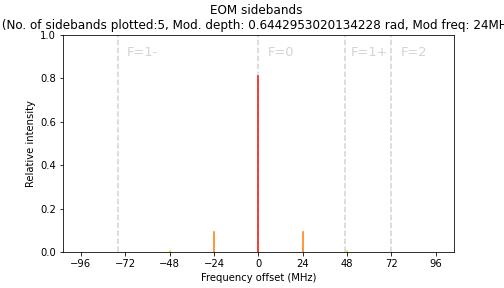 EOM sidebands
(No. of sidebands plotted:5, Mod. depth: 0.6442953020134228 rad, Mod freq: 24MH
F=1-
F=0
F=1+
F=2
1.0
0.8
0.6
0.4
0.2
0.0
Relative intensity
−96
−72
−48
−24
0
24
48
72
96
Frequency offset (MHz)